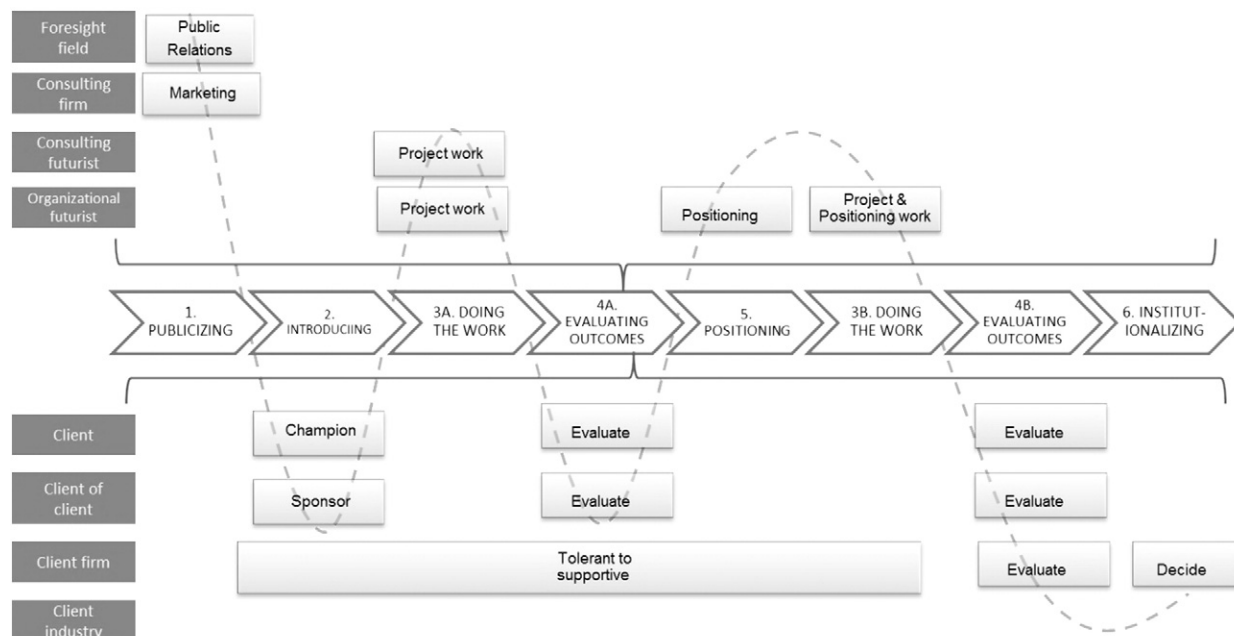 Foresight
field
Public
Relations
Consulting
firm
Marketing
Consulting
futurist
Project work
Organizational
futurist
Project work
Positioning
Project &
Positioning work
1.
PUBLICIZING
2.
INTRODUCIING
3A. DOING
THE WORK
4A.
EVALUATING
OUTCOMES
5.
POSITIONING
3B. DOING
THE WORK
4B.
EVALUATING
OUTCOMES
6. INSTITUT-
IONALIZING
Client
Champion
Evaluate
Evaluate
Client of
client
Sponsor
Evaluate
Evaluate
Client firm
Tolerant to
supportive
Evaluate
Decide
Client
industry